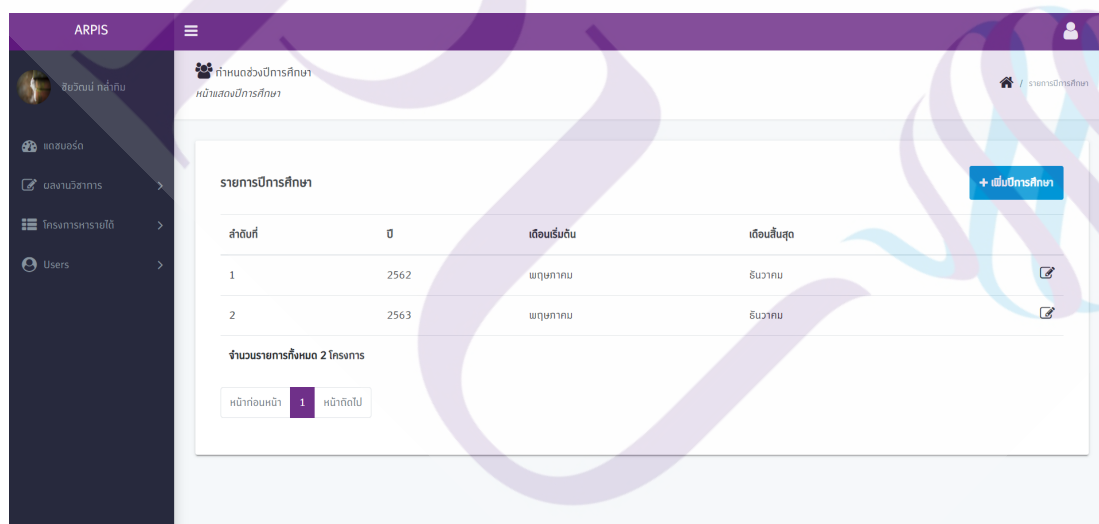 ARPIS
ชัยวัฒน์ กล่ำทิม
แดชบอร์ด
ผลงานวิชาการ
โครงการหารายได้
Users
กำหนดช่วงปีการศึกษา
หน้าแสดงปีการศึกษา
/ รายการปีการศึกษา
รายการปีการศึกษา
+ เพิ่มปีการศึกษา
ลำดับที่ ปี เดือนเริ่มต้น เดือนสิ้นสุด
1 2562 พฤษภาคม ธันวาคม
2 2563 พฤษภาคม ธันวาคม
จำนวนรายการทั้งหมด 2 โครงการ
หน้าก่อนหน้า 1 หน้าถัดไป